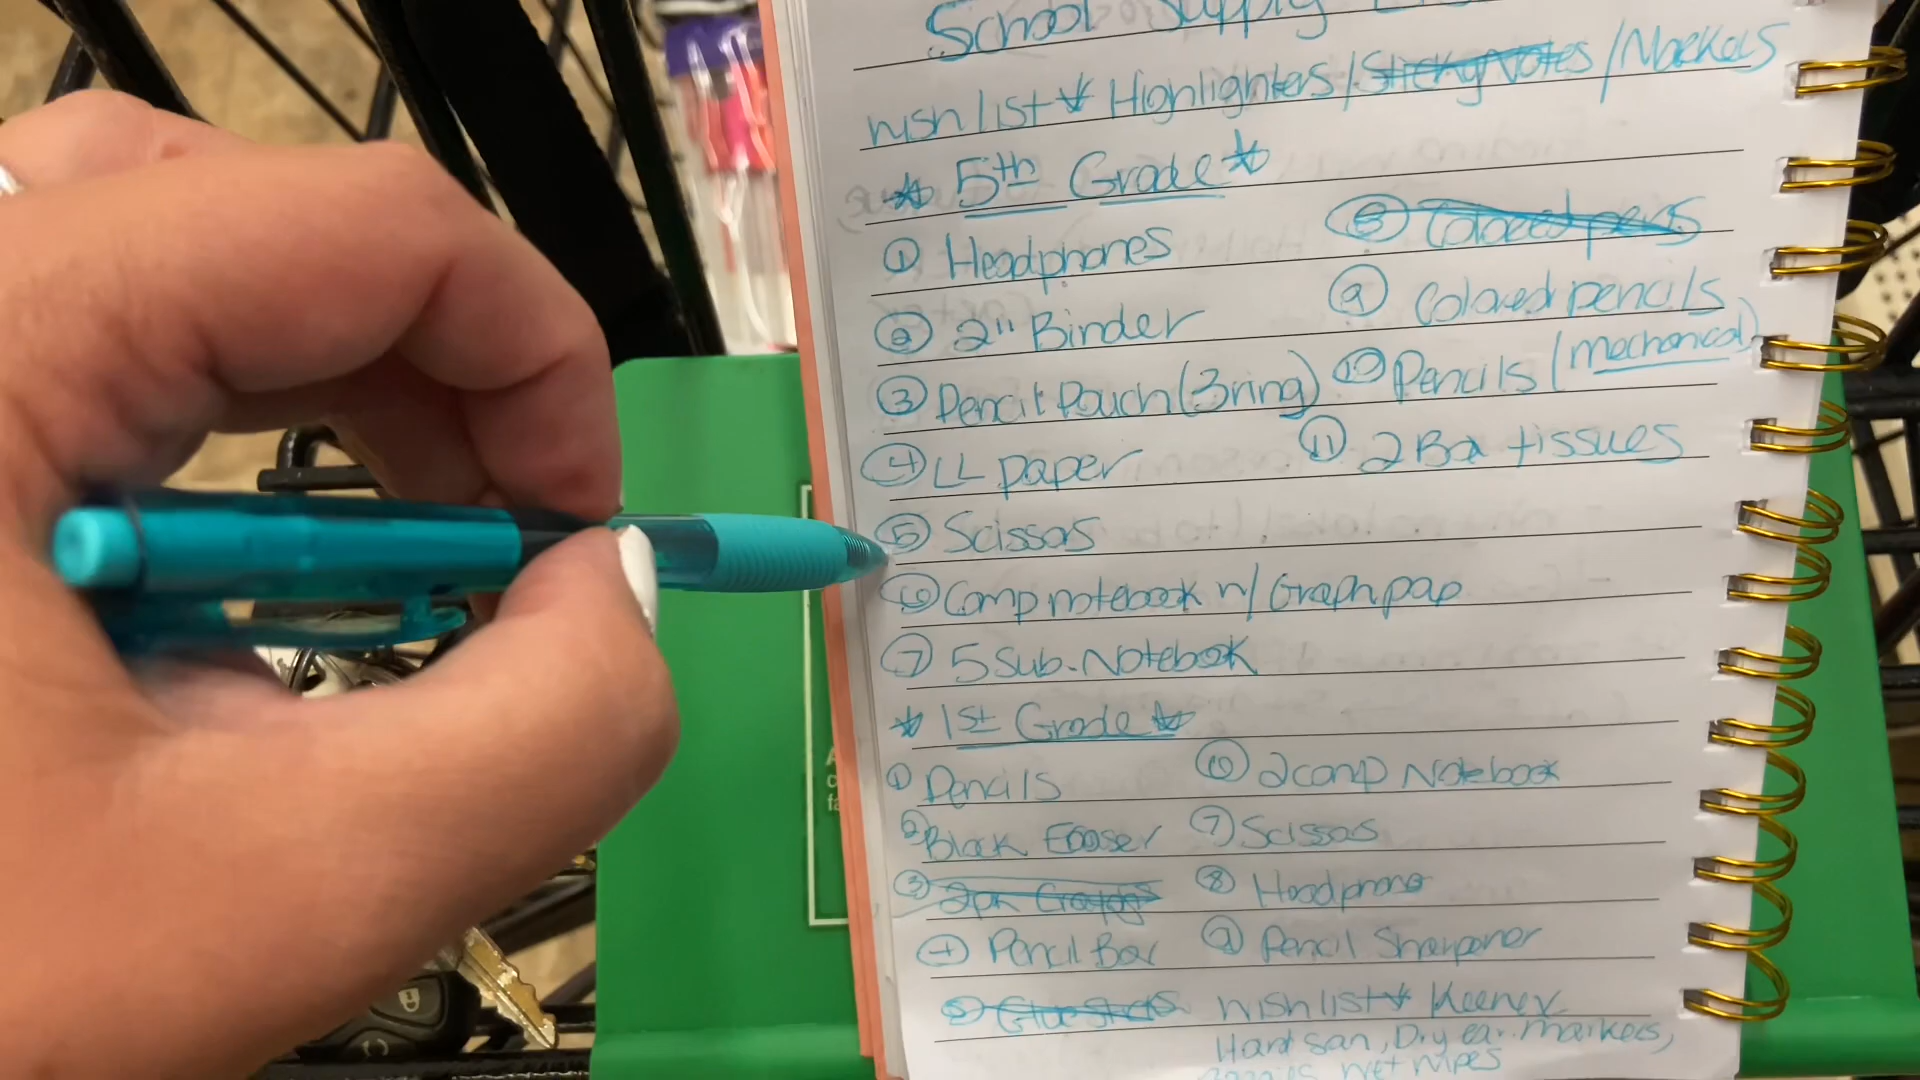 School Supply
wish list Highlighters / Sticky Notes / Markers
5th Grade
① Headphones
② 2" Binder
③ Pencil Pouch (3 ring)
④ LL paper
⑤ Scissors
⑥ Comp notebook w/ Graph pap
⑦ 5 Sub. Notebook
⑧ Colored pens
⑨ Colored pencils
⑩ Pencils (mechanical)
⑪ 2 Box tissues
1st Grade
① Pencils
② Block Eraser
③ 2pk Crayons
④ Pencil Box
⑤ Glue Sticks
⑥ 2 comp Notebook
⑦ Scissors
⑧ Headphone
⑨ Pencil Sharpener
wish list Kleenex
Hand san, Dry er. markers,
wet wipes